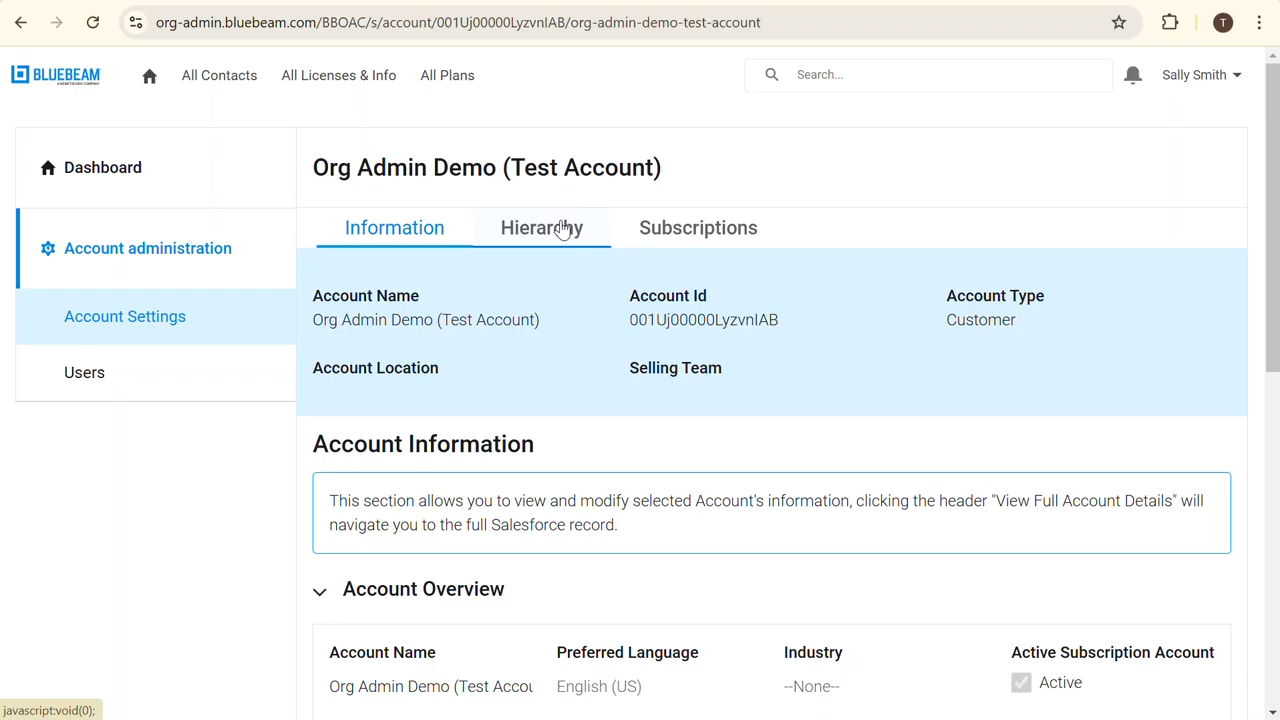 org-admin.bluebeam.com/BBOAC/s/account/001Uj00000LyzvnIAB/org-admin-demo-test-account
T
BLUEBEAM
A NEMETSCHEK COMPANY
All Contacts
All Licenses & Info
All Plans
Search...
Sally Smith
Dashboard
Account administration
Account Settings
Users
Org Admin Demo (Test Account)
Information
Hierarchy
Subscriptions
Account Name
Account Id
Account Type
Org Admin Demo (Test Account)
001Uj00000LyzvnIAB
Customer
Account Location
Selling Team
Account Information
This section allows you to view and modify selected Account's information, clicking the header "View Full Account Details" will
navigate you to the full Salesforce record.
Account Overview
Account Name
Preferred Language
Industry
Active Subscription Account
Org Admin Demo (Test Accou
English (US)
--None--
Active
javascript:void(0);